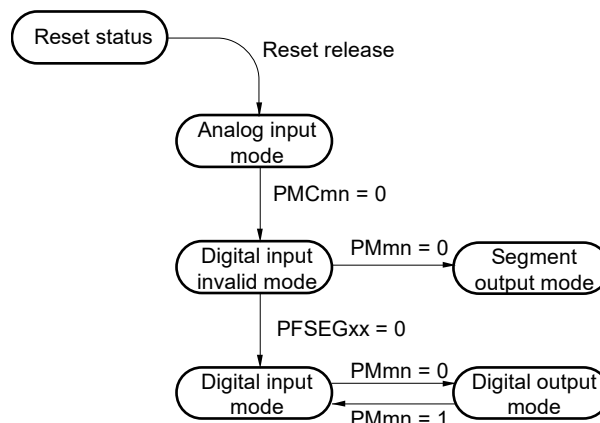 Reset status
Reset release
Analog input
mode
PMCmn = 0
Digital input
invalid mode
PMmn = 0
Segment
output mode
PFSEGxx = 0
Digital input
mode
PMmn = 0
Digital output
mode
PMmn = 1